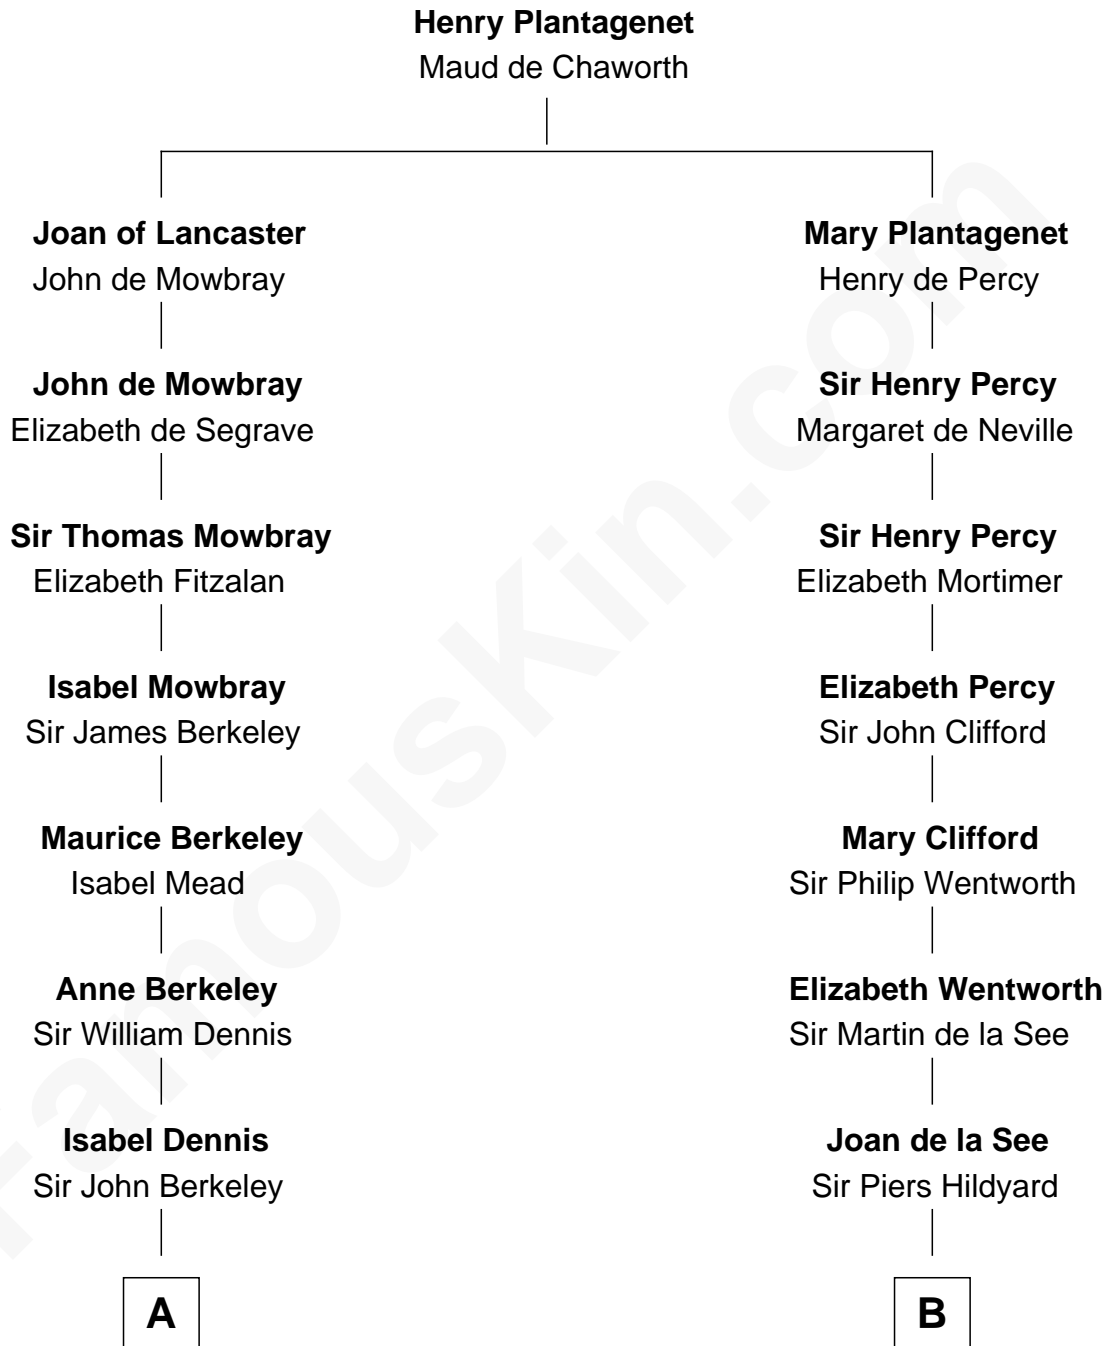 Henry Plantagenet
Maud de Chaworth
Joan of Lancaster
John de Mowbray
Mary Plantagenet
Henry de Percy
John de Mowbray
Elizabeth de Segrave
Sir Henry Percy
Margaret de Neville
Sir Thomas Mowbray
Elizabeth Fitzalan
Sir Henry Percy
Elizabeth Mortimer
Isabel Mowbray
Sir James Berkeley
Elizabeth Percy
Sir John Clifford
Maurice Berkeley
Isabel Mead
Mary Clifford
Sir Philip Wentworth
Anne Berkeley
Sir William Dennis
Elizabeth Wentworth
Sir Martin de la See
Isabel Dennis
Sir John Berkeley
Joan de la See
Sir Piers Hildyard
A
B
FamousKin.com